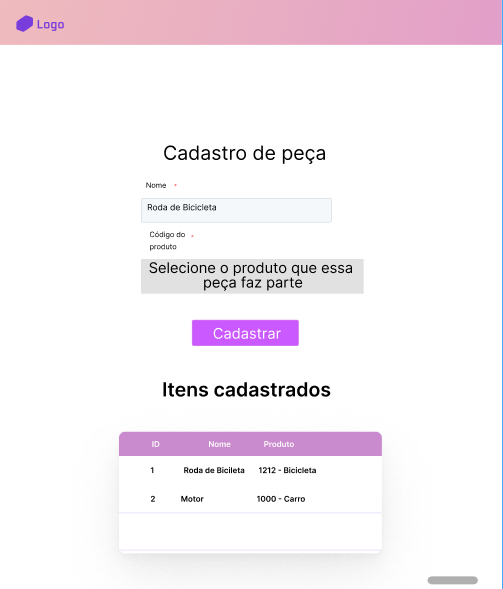 Logo
Cadastro de peça
Nome *
Roda de Bicicleta
Código do *
produto
Selecione o produto que essa
peça faz parte
Cadastrar
Itens cadastrados
ID Nome Produto
1 Roda de Bicileta 1212 - Bicicleta
2 Motor 1000 - Carro